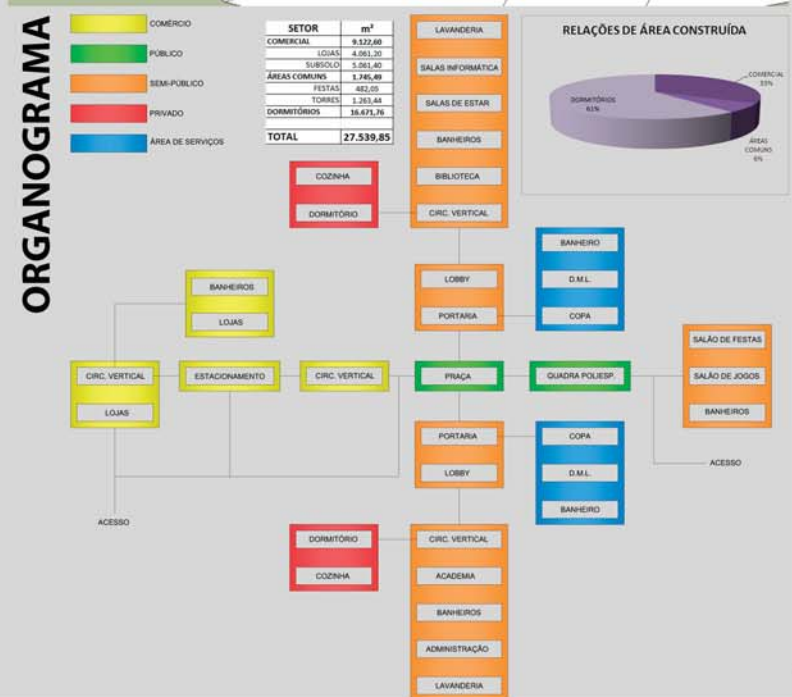 ORGANOGRAMA
COMÉRCIO
PÚBLICO
SEMI-PÚBLICO
PRIVADO
ÁREA DE SERVIÇOS
SETOR m²
COMERCIAL 9.122,60
LOJAS 4.061,20
SUBSOLO 5.061,40
ÁREAS COMUNS 1.745,49
FESTAS 482,05
TORRES 1.263,44
DORMITÓRIOS 16.671,76
TOTAL 27.539,85
RELAÇÕES DE ÁREA CONSTRUÍDA
DORMITÓRIOS
61%
COMERCIAL
33%
ÁREAS
COMUNS
6%
LAVANDERIA
SALAS INFORMÁTICA
SALAS DE ESTAR
BANHEIROS
BIBLIOTECA
CIRC. VERTICAL
COZINHA
DORMITÓRIO
LOBBY
PORTARIA
BANHEIRO
D.M.L.
COPA
BANHEIROS
LOJAS
CIRC. VERTICAL
LOJAS
ESTACIONAMENTO
CIRC. VERTICAL
PRAÇA
QUADRA POLIESP.
SALÃO DE FESTAS
SALÃO DE JOGOS
BANHEIROS
ACESSO
PORTARIA
LOBBY
COPA
D.M.L.
BANHEIRO
ACESSO
DORMITÓRIO
COZINHA
CIRC. VERTICAL
ACADEMIA
BANHEIROS
ADMINISTRAÇÃO
LAVANDERIA